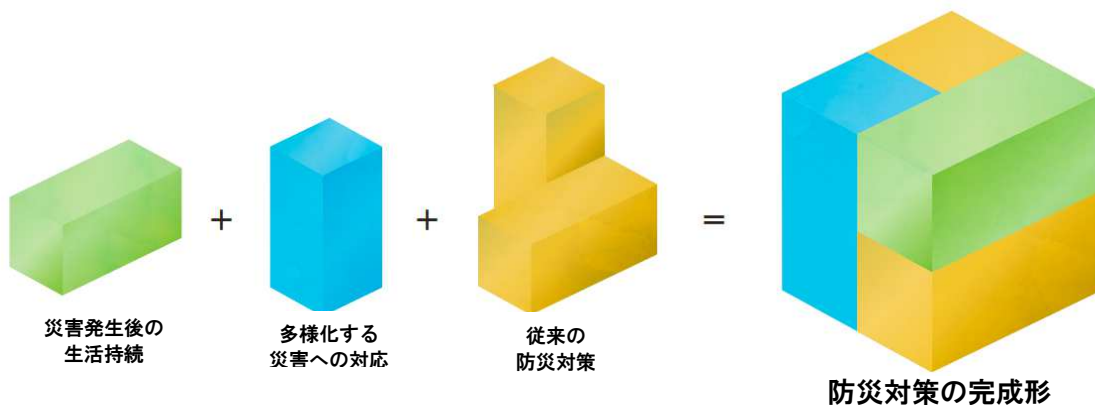 +
+
=
災害発生後の
生活持続
多様化する
災害への対応
従来の
防災対策
防災対策の完成形